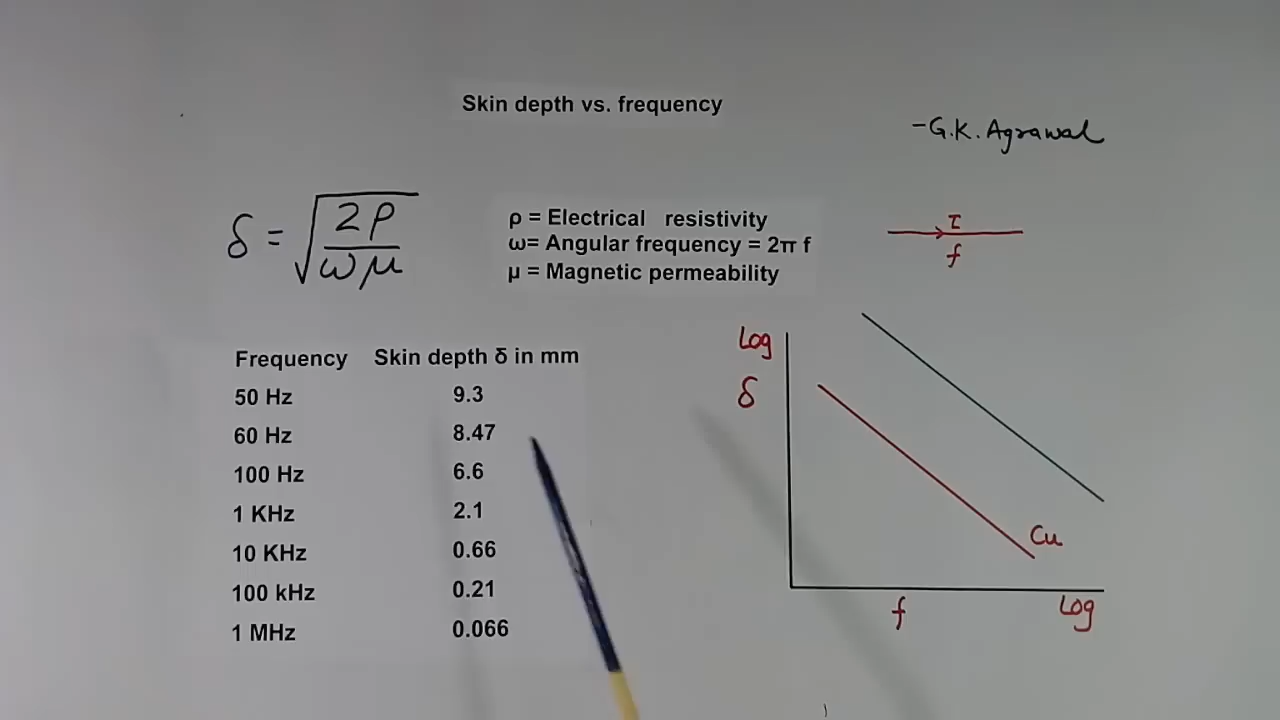 Skin depth vs. frequency
-G.K. Agrawal
δ = √(2ρ/ωμ)
ρ = Electrical resistivity
ω= Angular frequency = 2π f
μ = Magnetic permeability
I
f
Frequency Skin depth δ in mm
50 Hz 9.3
60 Hz 8.47
100 Hz 6.6
1 KHz 2.1
10 KHz 0.66
100 kHz 0.21
1 MHz 0.066
Log
δ
Cu
f
Log